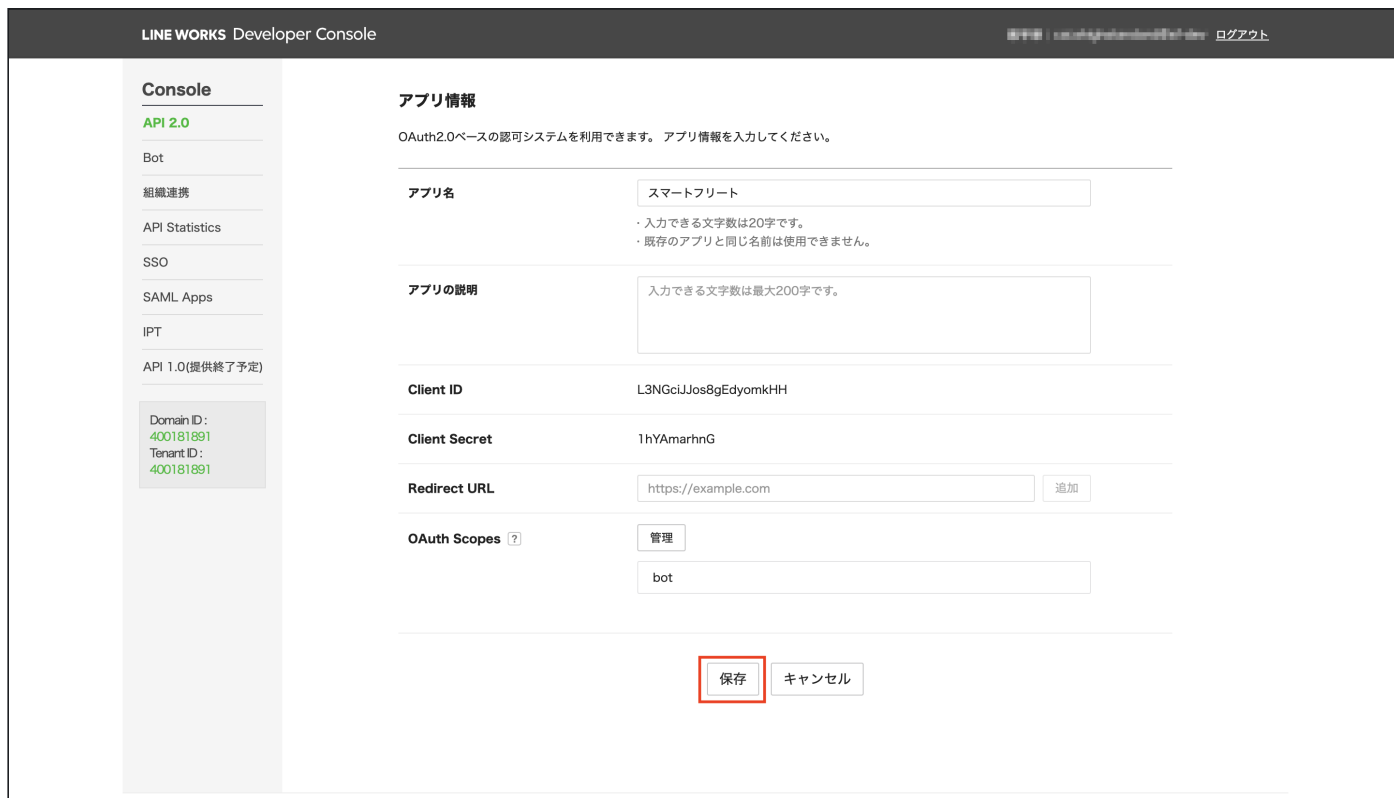 LINE WORKS Developer Console
ログアウト
Console
API 2.0
Bot
組織連携
API Statistics
SSO
SAML Apps
IPT
API 1.0(提供終了予定)
Domain ID :
400181891
Tenant ID :
400181891
アプリ情報
OAuth2.0ベースの認可システムを利用できます。 アプリ情報を入力してください。
アプリ名
スマートフリート
・入力できる文字数は20字です。
・既存のアプリと同じ名前は使用できません。
アプリの説明
入力できる文字数は最大200字です。
Client ID
L3NGciJJos8gEdyomkHH
Client Secret
1hYAmarhnG
Redirect URL
https://example.com
追加
OAuth Scopes ?
管理
bot
保存
キャンセル